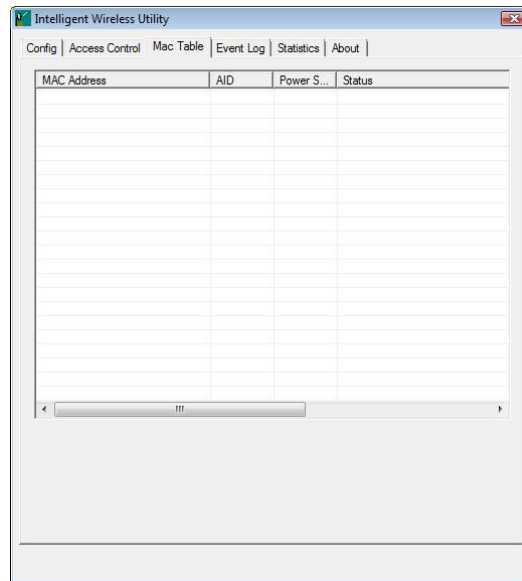 Intelligent Wireless Utility
Config Access Control Mac Table Event Log Statistics About
MAC Address AID Power S... Status